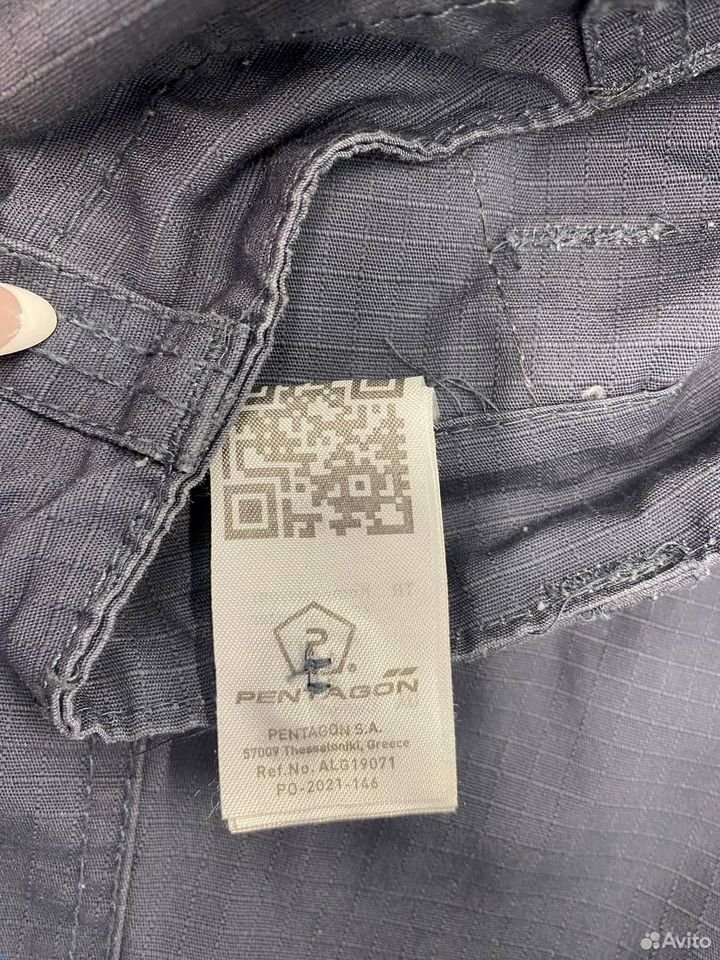 PENTAGON
PENTAGON S.A.
57009 Thessaloniki, Greece
Ref.No. ALG19071
PO-2021-146
Avito